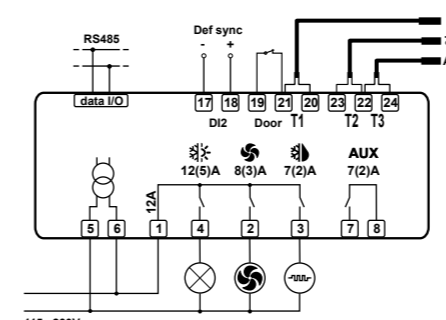 RS485
Def sync
- +
data I/O
17 18 19 21 20 23 22 24
DI2 Door T1 T2 T3
AUX
12(5)A 8(3)A 7(2)A 7(2)A
12A
5 6 1 4 2 3 7 8